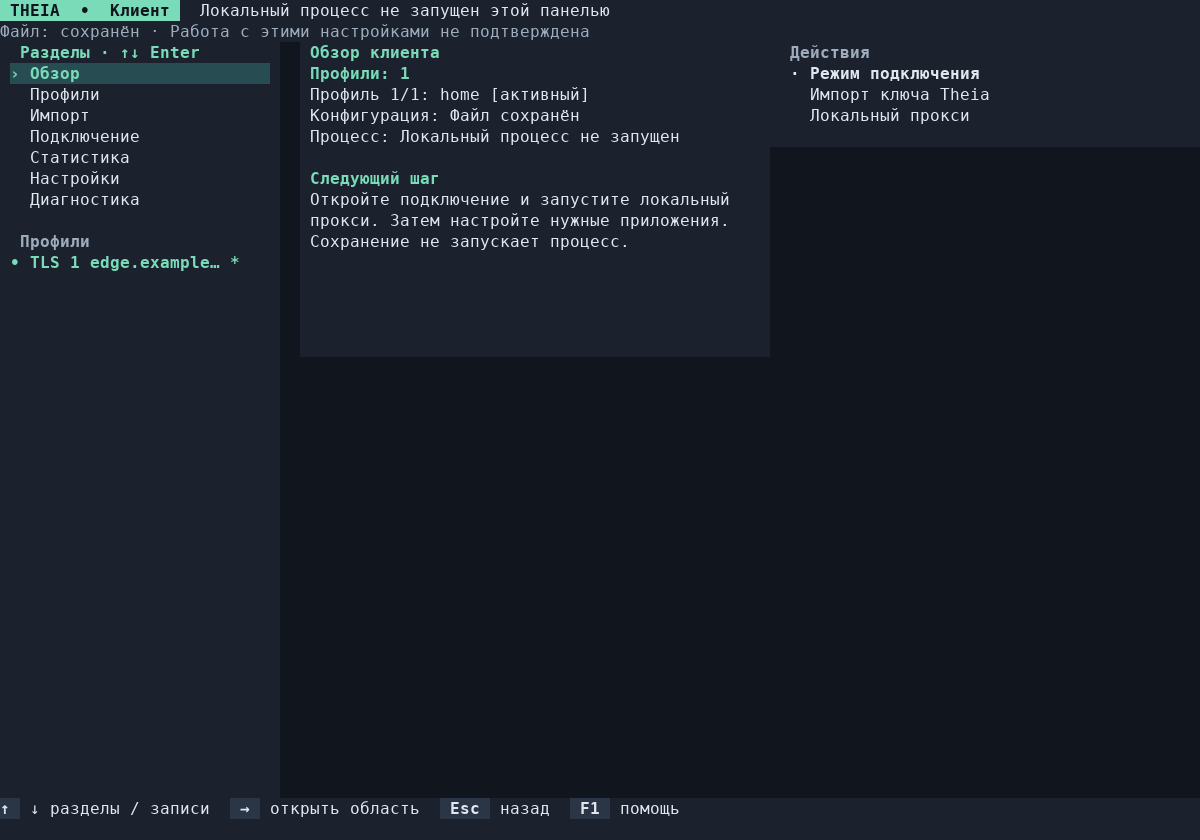 THEIA • Клиент Локальный процесс не запущен этой панелью
Файл: сохранён · Работа с этими настройками не подтверждена
Разделы · ↑↓ Enter
› Обзор
Профили
Импорт
Подключение
Статистика
Настройки
Диагностика
Профили
• TLS 1 edge.example… *
Обзор клиента
Профили: 1
Профиль 1/1: home [активный]
Конфигурация: Файл сохранён
Процесс: Локальный процесс не запущен
Следующий шаг
Откройте подключение и запустите локальный
прокси. Затем настройте нужные приложения.
Сохранение не запускает процесс.
Действия
· Режим подключения
Импорт ключа Theia
Локальный прокси
↑ ↓ разделы / записи → открыть область Esc назад F1 помощь